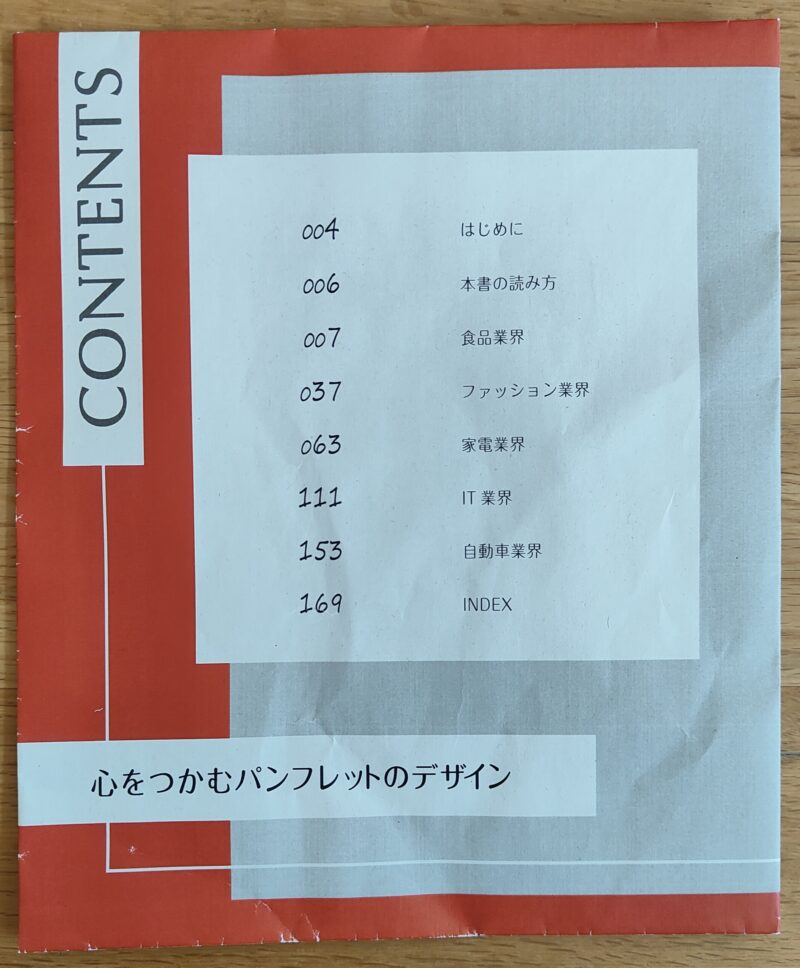 CONTENTS
004 はじめに
006 本書の読み方
007 食品業界
037 ファッション業界
063 家電業界
111 IT 業界
153 自動車業界
169 INDEX
心をつかむパンフレットのデザイン